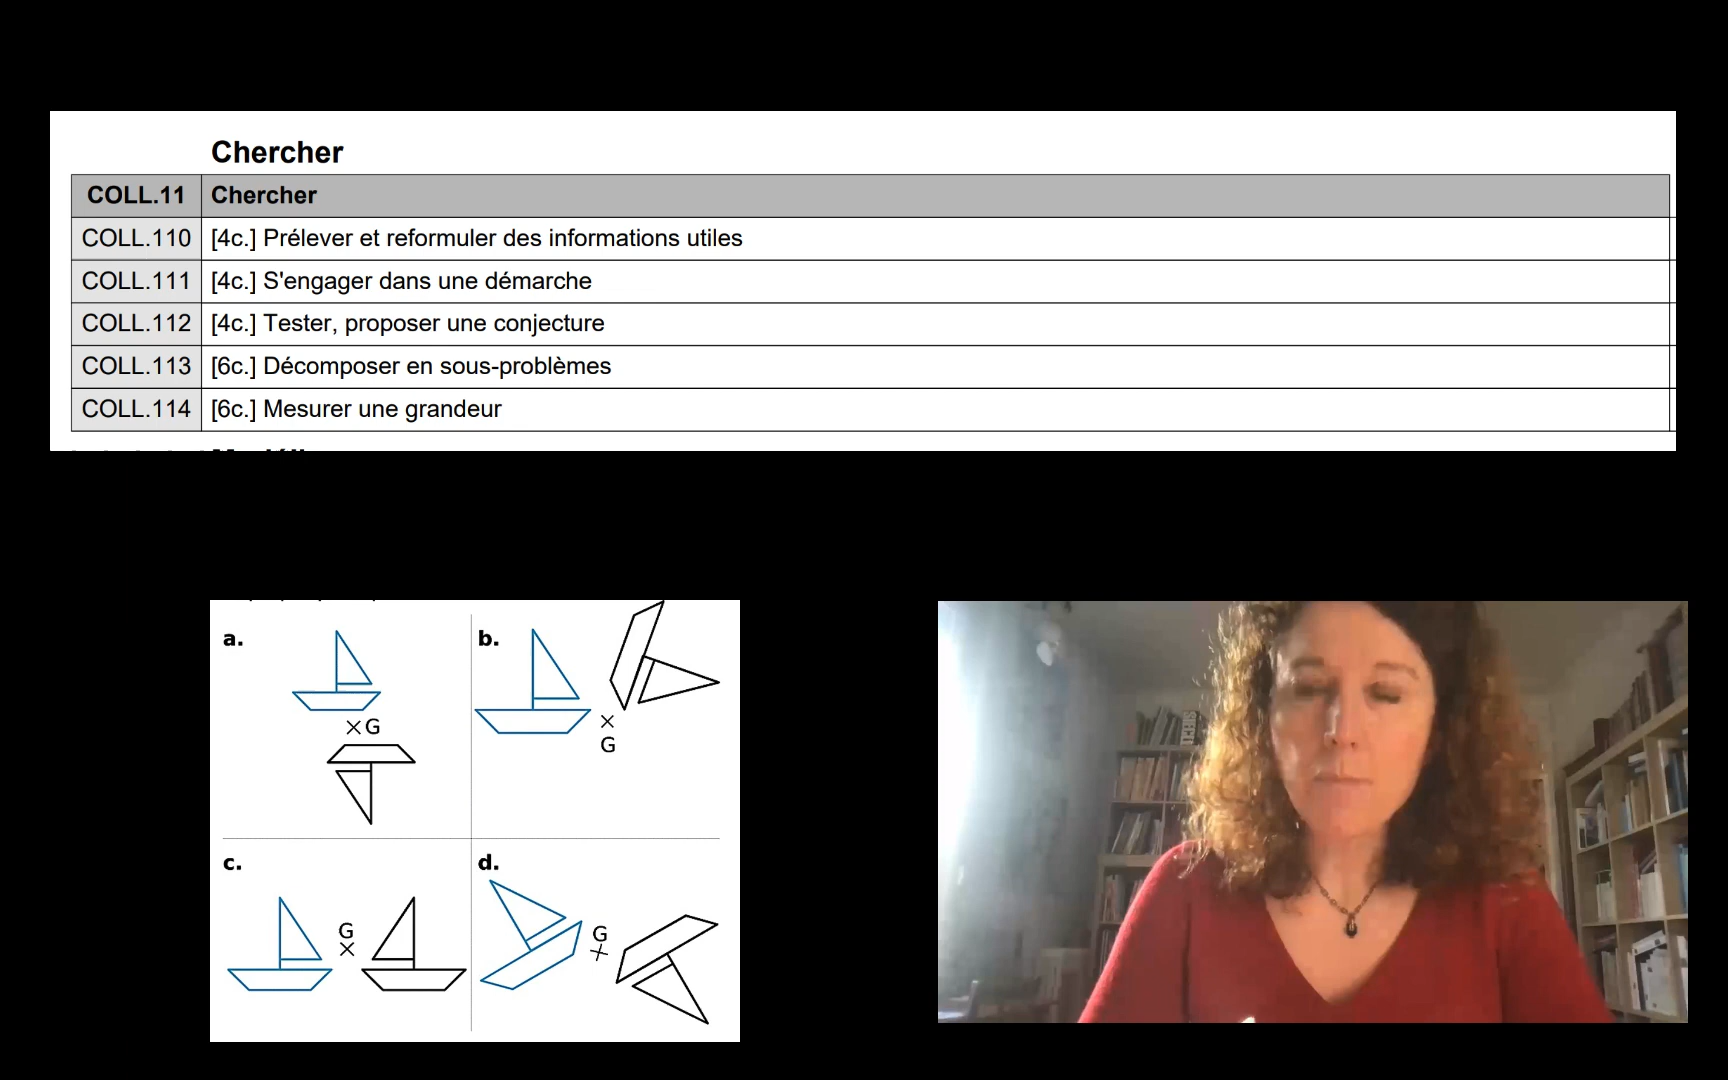 Chercher
COLL.11 Chercher
COLL.110 [4c.] Prélever et reformuler des informations utiles
COLL.111 [4c.] S'engager dans une démarche
COLL.112 [4c.] Tester, proposer une conjecture
COLL.113 [6c.] Décomposer en sous-problèmes
COLL.114 [6c.] Mesurer une grandeur
a.
G
b.
G
c.
G
d.
G